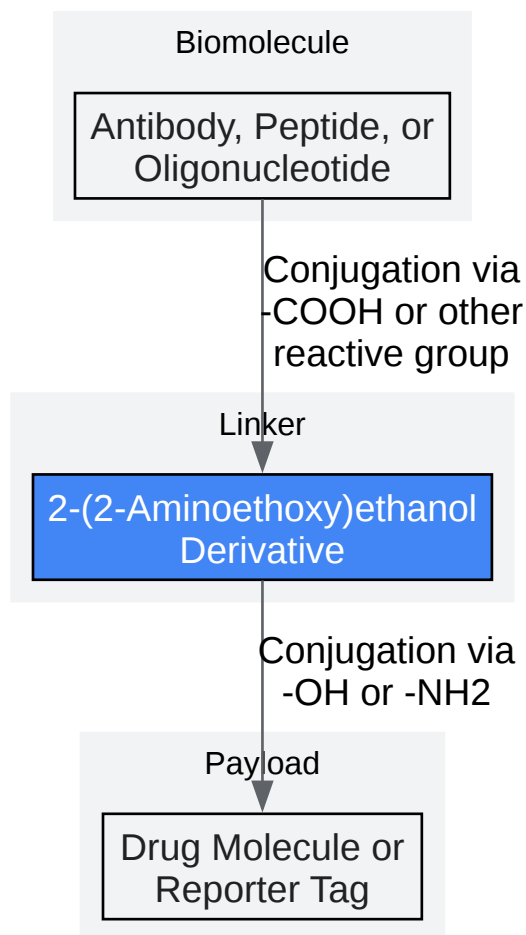 Biomolecule
Antibody, Peptide, or
Oligonucleotide
Conjugation via
-COOH or other
reactive group
Linker
2-(2-Aminoethoxy)ethanol
Derivative
Conjugation via
-OH or -NH2
Payload
Drug Molecule or
Reporter Tag